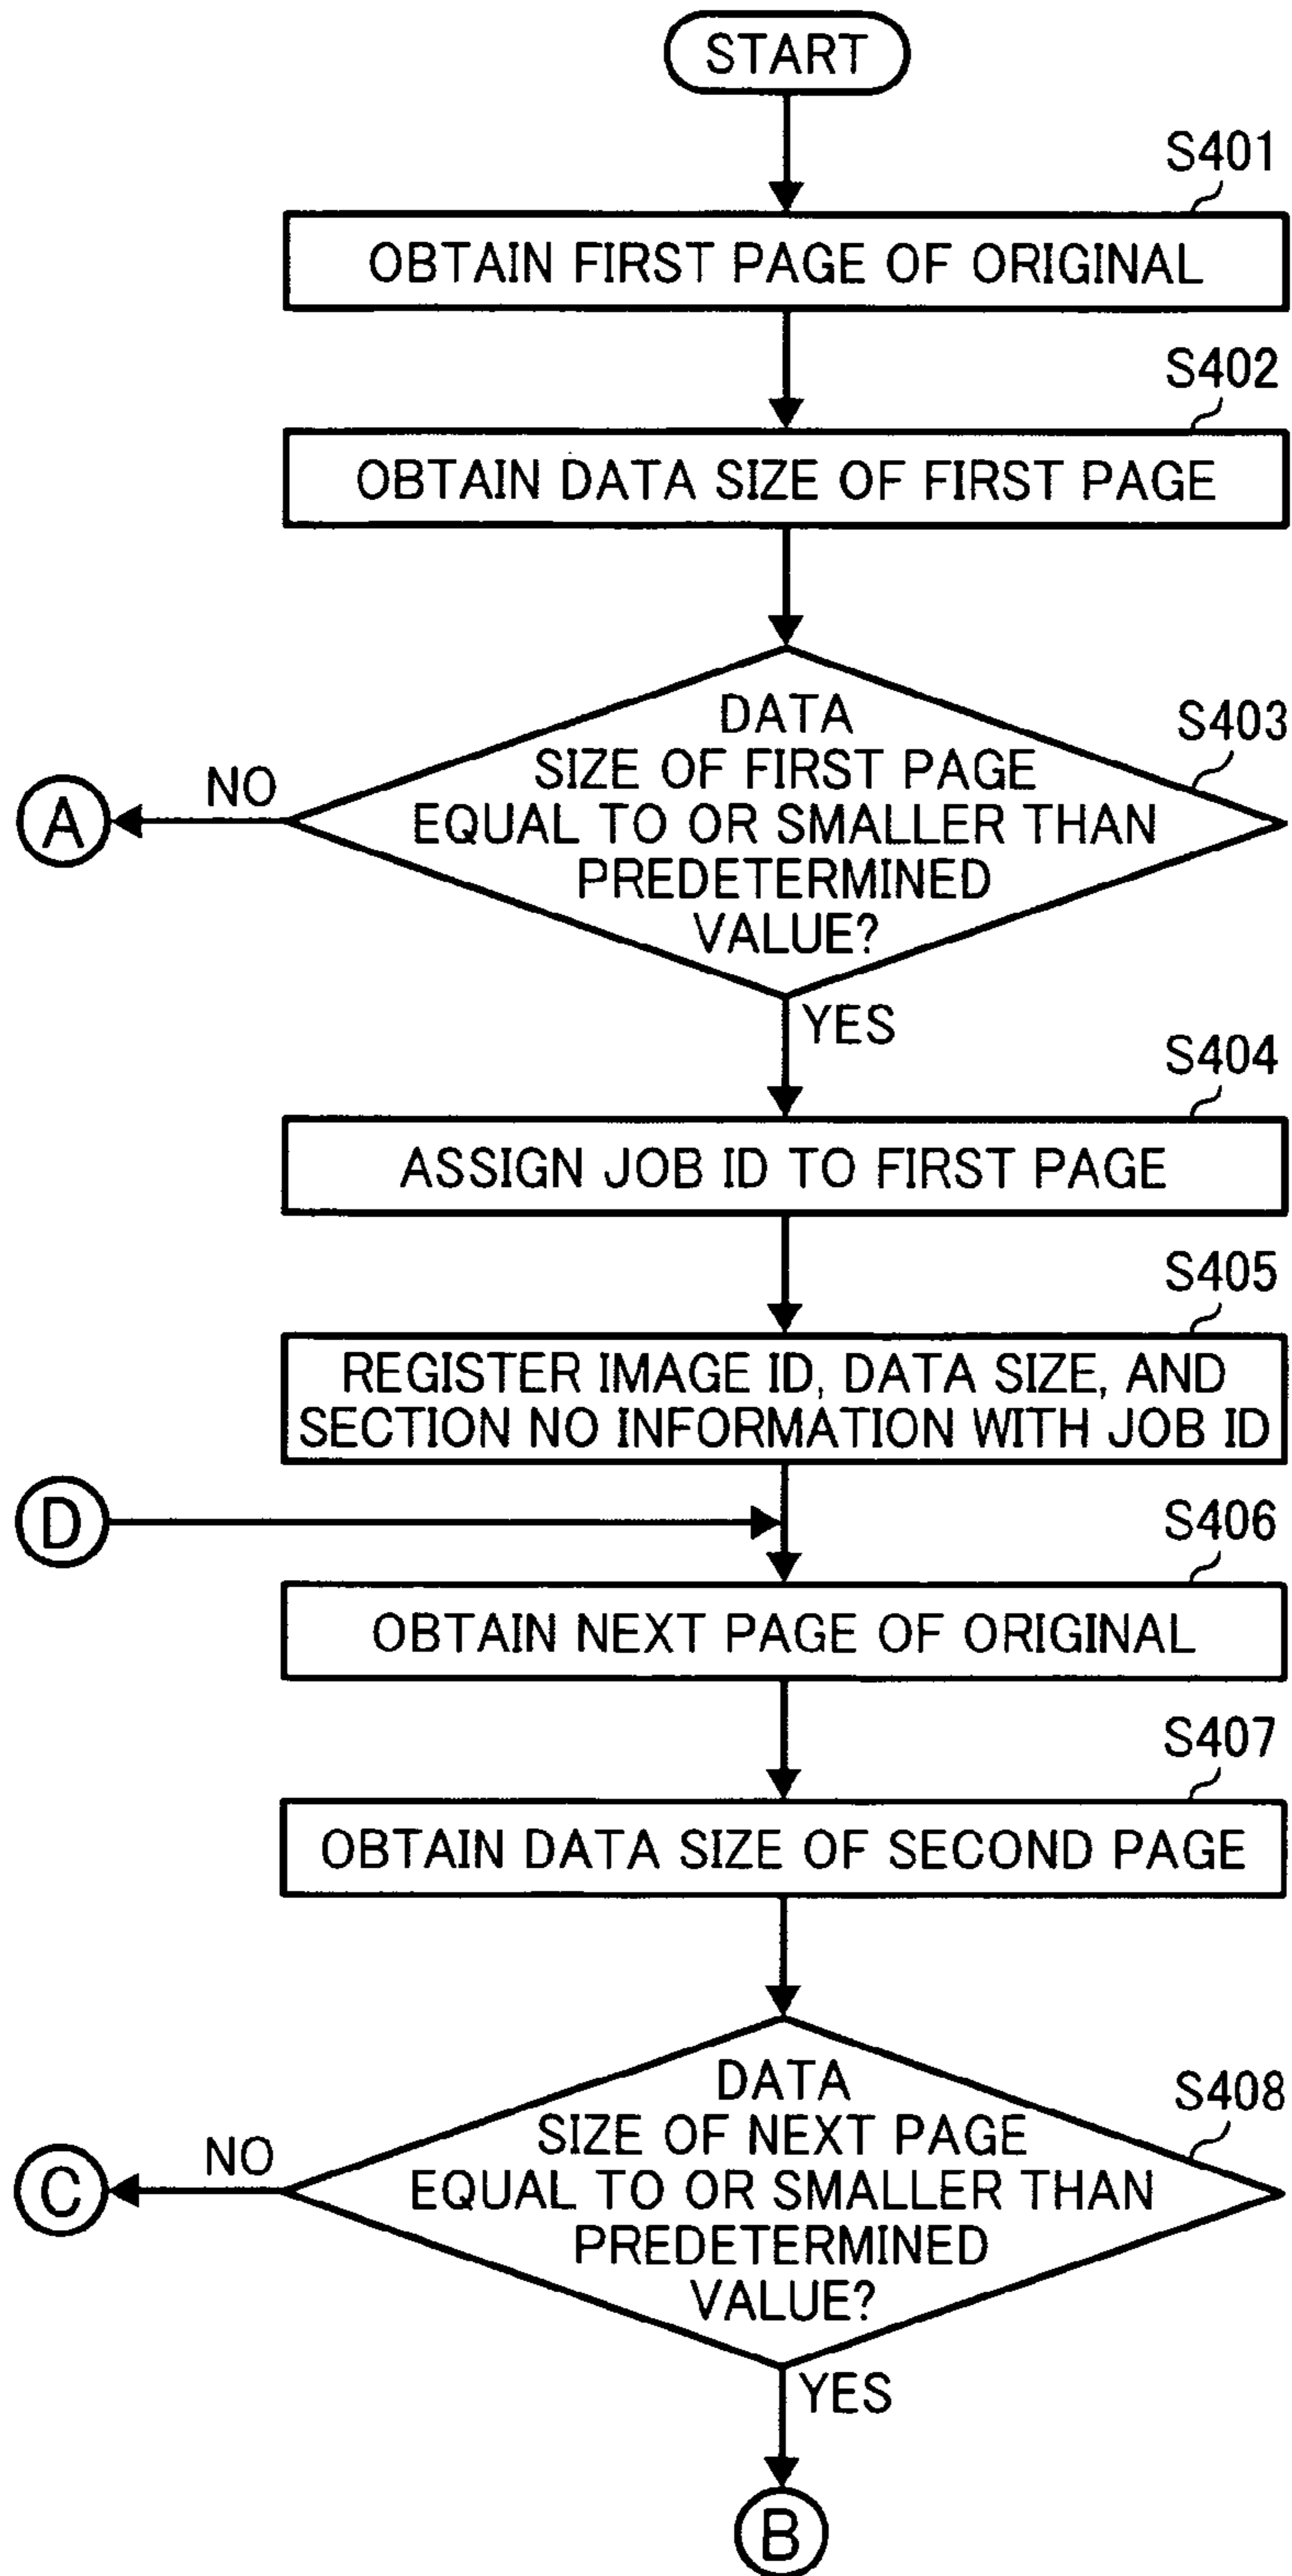 START
S401
OBTAIN FIRST PAGE OF ORIGINAL
S402
OBTAIN DATA SIZE OF FIRST PAGE
S403
DATA
SIZE OF FIRST PAGE
EQUAL TO OR SMALLER THAN
PREDETERMINED
VALUE?
NO
A
YES
S404
ASSIGN JOB ID TO FIRST PAGE
S405
REGISTER IMAGE ID, DATA SIZE, AND
SECTION NO INFORMATION WITH JOB ID
D
S406
OBTAIN NEXT PAGE OF ORIGINAL
S407
OBTAIN DATA SIZE OF SECOND PAGE
S408
DATA
SIZE OF NEXT PAGE
EQUAL TO OR SMALLER THAN
PREDETERMINED
VALUE?
NO
C
YES
B